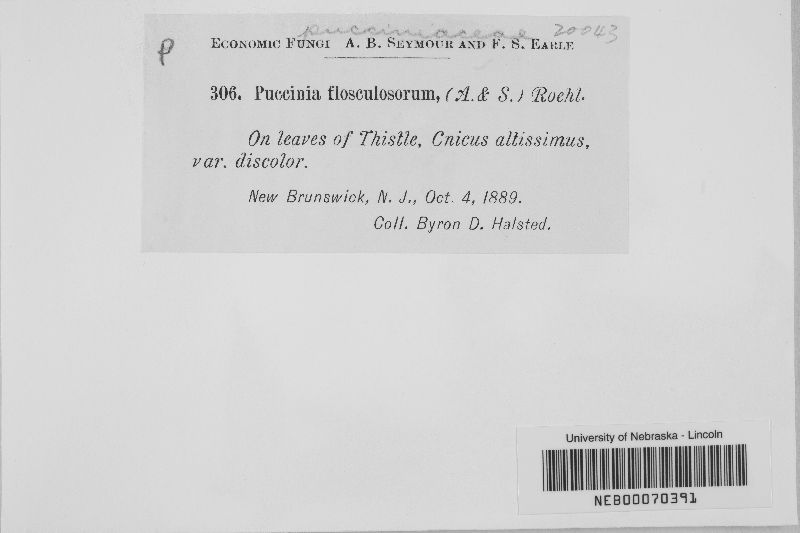 pucciniaceae 20043
P
ECONOMIC FUNGI A. B. SEYMOUR AND F. S. EARLE
306. Puccinia flosculosorum, (A. & S.) Roehl.
On leaves of Thistle, Cnicus altissimus,
var. discolor.
New Brunswick, N. J., Oct. 4, 1889.
Coll. Byron D. Halsted.
University of Nebraska - Lincoln
NEB00070391